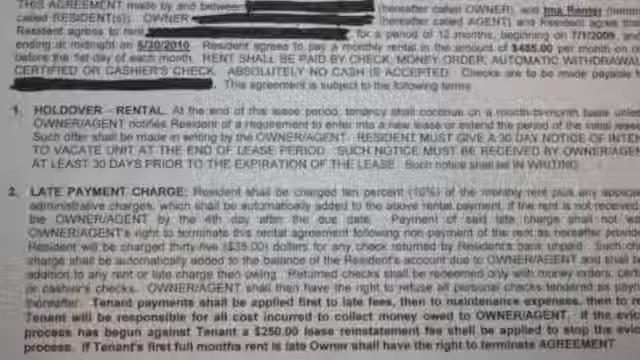 THIS AGREEMENT made by and between (hereafter called OWNER), and
called RESIDENT(s)). OWNER (hereafter called AGENT) and Resident agree
Resident agrees to rent for a period of 12 months, beginning on 7/1/2009, and
ending at midnight on 6/30/2010. Resident agrees to pay a monthly rental in the amount of $485.00 per month on
before the 1st day of each month. RENT SHALL BE PAID BY CHECK, MONEY ORDER, AUTOMATIC WITHDRAWAL
CERTIFIED OR CASHIER'S CHECK. ABSOLUTELY NO CASH IS ACCEPTED. Checks are to be made payable
This agreement is subject to the following terms
1. HOLDOVER - RENTAL. At the end of this lease period, tenancy shall continue on a month-to-month basis
OWNER/AGENT notifies Resident of a requirement to enter into a new lease or extend the period of the initial
Such offer shall be made in writing by the OWNER/AGENT. RESIDENT MUST GIVE A 30 DAY NOTICE OF
TO VACATE UNIT AT THE END OF LEASE PERIOD. SUCH NOTICE MUST BE RECEIVED BY OWNER/AGEN
AT LEAST 30 DAYS PRIOR TO THE EXPIRATION OF THE LEASE. Such notice shall be IN WRITING.
2. LATE PAYMENT CHARGE: Resident shall be charged ten percent (10%) of the monthly rent plus any
administrative charges, which shall be automatically added to the above rental payment, if the rent is not received
the OWNER/AGENT by the 4th day after the due date. Payment of said late charge shall not
OWNER/AGENT's right to terminate this rental agreement following non-payment of the rent as hereafter
Resident will be charged thirty-five ($35.00) dollars for any check returned by Resident's bank unpaid. Such
charge shall be automatically added to the balance of the Resident's account due to OWNER/AGENT and shall
addition to any rent or late charge then owing. Returned checks shall be redeemed only with money orders,
or cashier's checks. OWNER/AGENT shall then have the right to refuse all personal checks tendered as
thereafter. Tenant payments shall be applied first to late fees, then to maintenance expenses, then to
Tenant will be responsible for all cost incurred to collect money owed to OWNER/AGENT. If the
process has begun against Tenant a $250.00 lease reinstatement fee shall be applied to stop the
process. If Tenant's first full months rent is late Owner shall have the right to terminate AGREEMENT